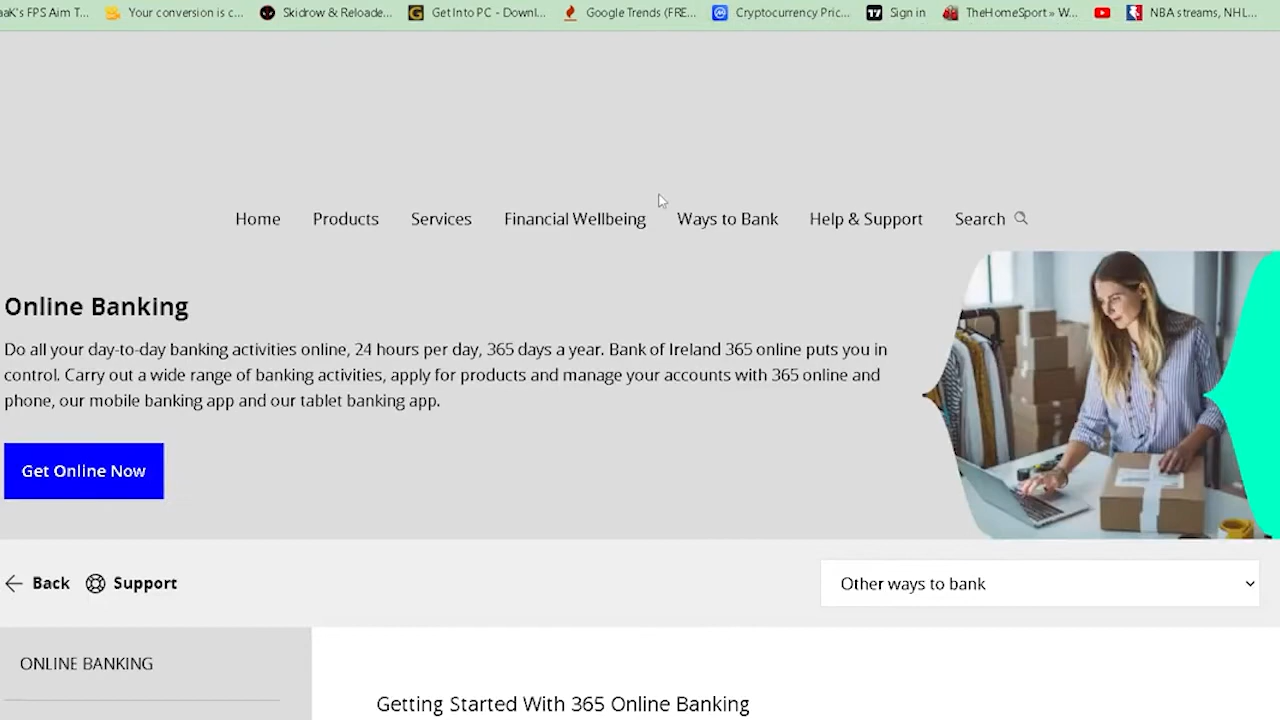 aaK's FPS Aim T... Your conversion is c... Skidrow & Reloade... Get Into PC - Downl... Google Trends (FRE... Cryptocurrency Pric... Sign in TheHomeSport » W... NBA streams, NHL...
Home Products Services Financial Wellbeing Ways to Bank Help & Support Search
Online Banking
Do all your day-to-day banking activities online, 24 hours per day, 365 days a year. Bank of Ireland 365 online puts you in
control. Carry out a wide range of banking activities, apply for products and manage your accounts with 365 online and
phone, our mobile banking app and our tablet banking app.
Get Online Now
Back Support
Other ways to bank
ONLINE BANKING
Getting Started With 365 Online Banking